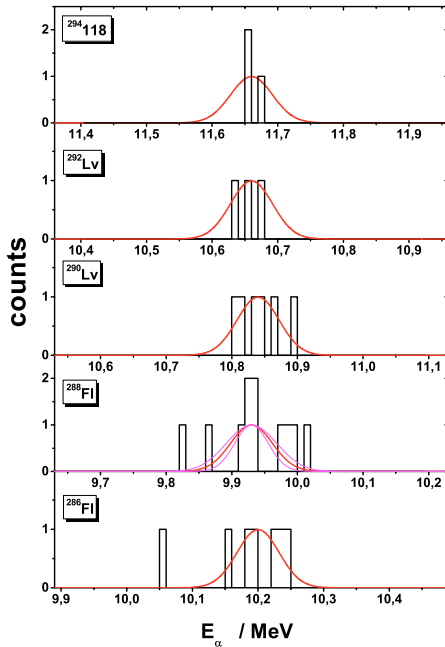 counts
²⁹⁴118
2
1
0
11,4 11,5 11,6 11,7 11,8 11,9
²⁹²Lv
1
0
10,4 10,5 10,6 10,7 10,8 10,9
²⁹⁰Lv
1
0
10,6 10,7 10,8 10,9 11,0 11,1
²⁸⁸Fl
2
1
0
9,7 9,8 9,9 10,0 10,1 10,2
²⁸⁶Fl
1
0
9,9 10,0 10,1 10,2 10,3 10,4
E_α / MeV